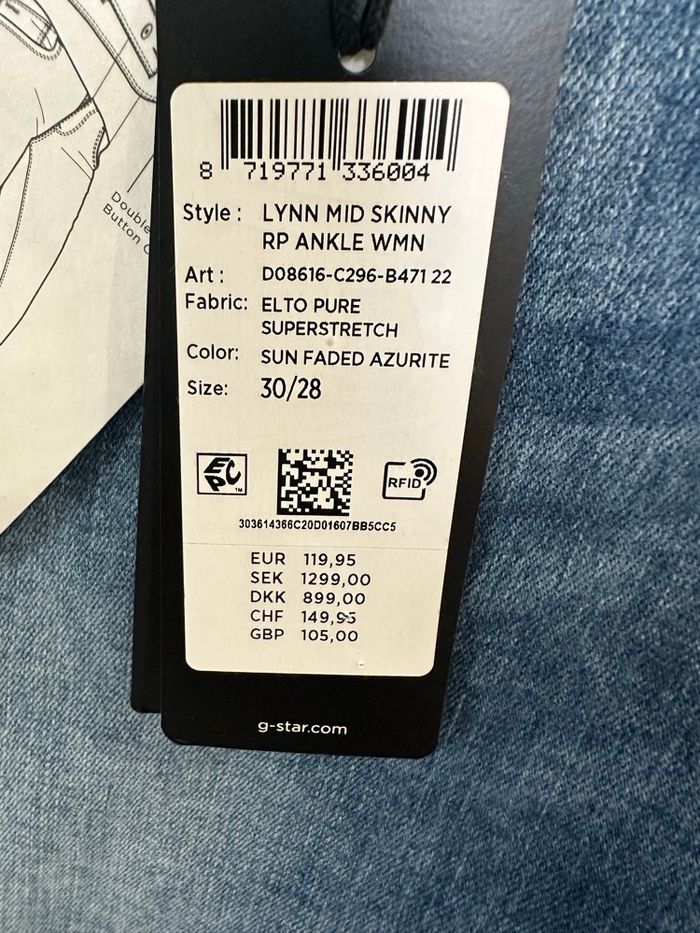 Double
Button
8 719771 336004
Style : LYNN MID SKINNY
RP ANKLE WMN
Art : D08616-C296-B471 22
Fabric: ELTO PURE
SUPERSTRETCH
Color: SUN FADED AZURITE
Size: 30/28
EPC TM
RFID
303614366C20D01607BB5CC5
EUR 119,95
SEK 1299,00
DKK 899,00
CHF 149,95
GBP 105,00
g-star.com